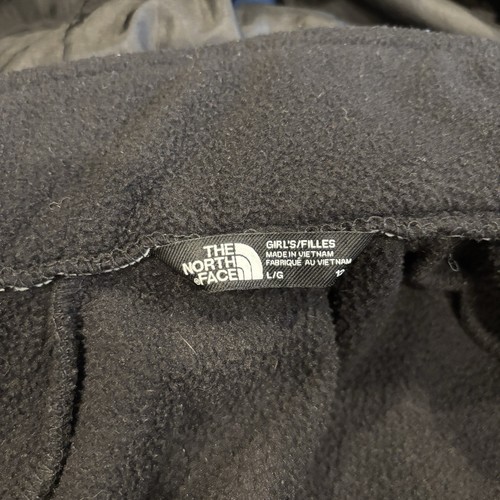 THE
NORTH
FACE
GIRL'S/FILLES
MADE IN VIETNAM
FABRIQUÉ AU VIETNAM
L/G